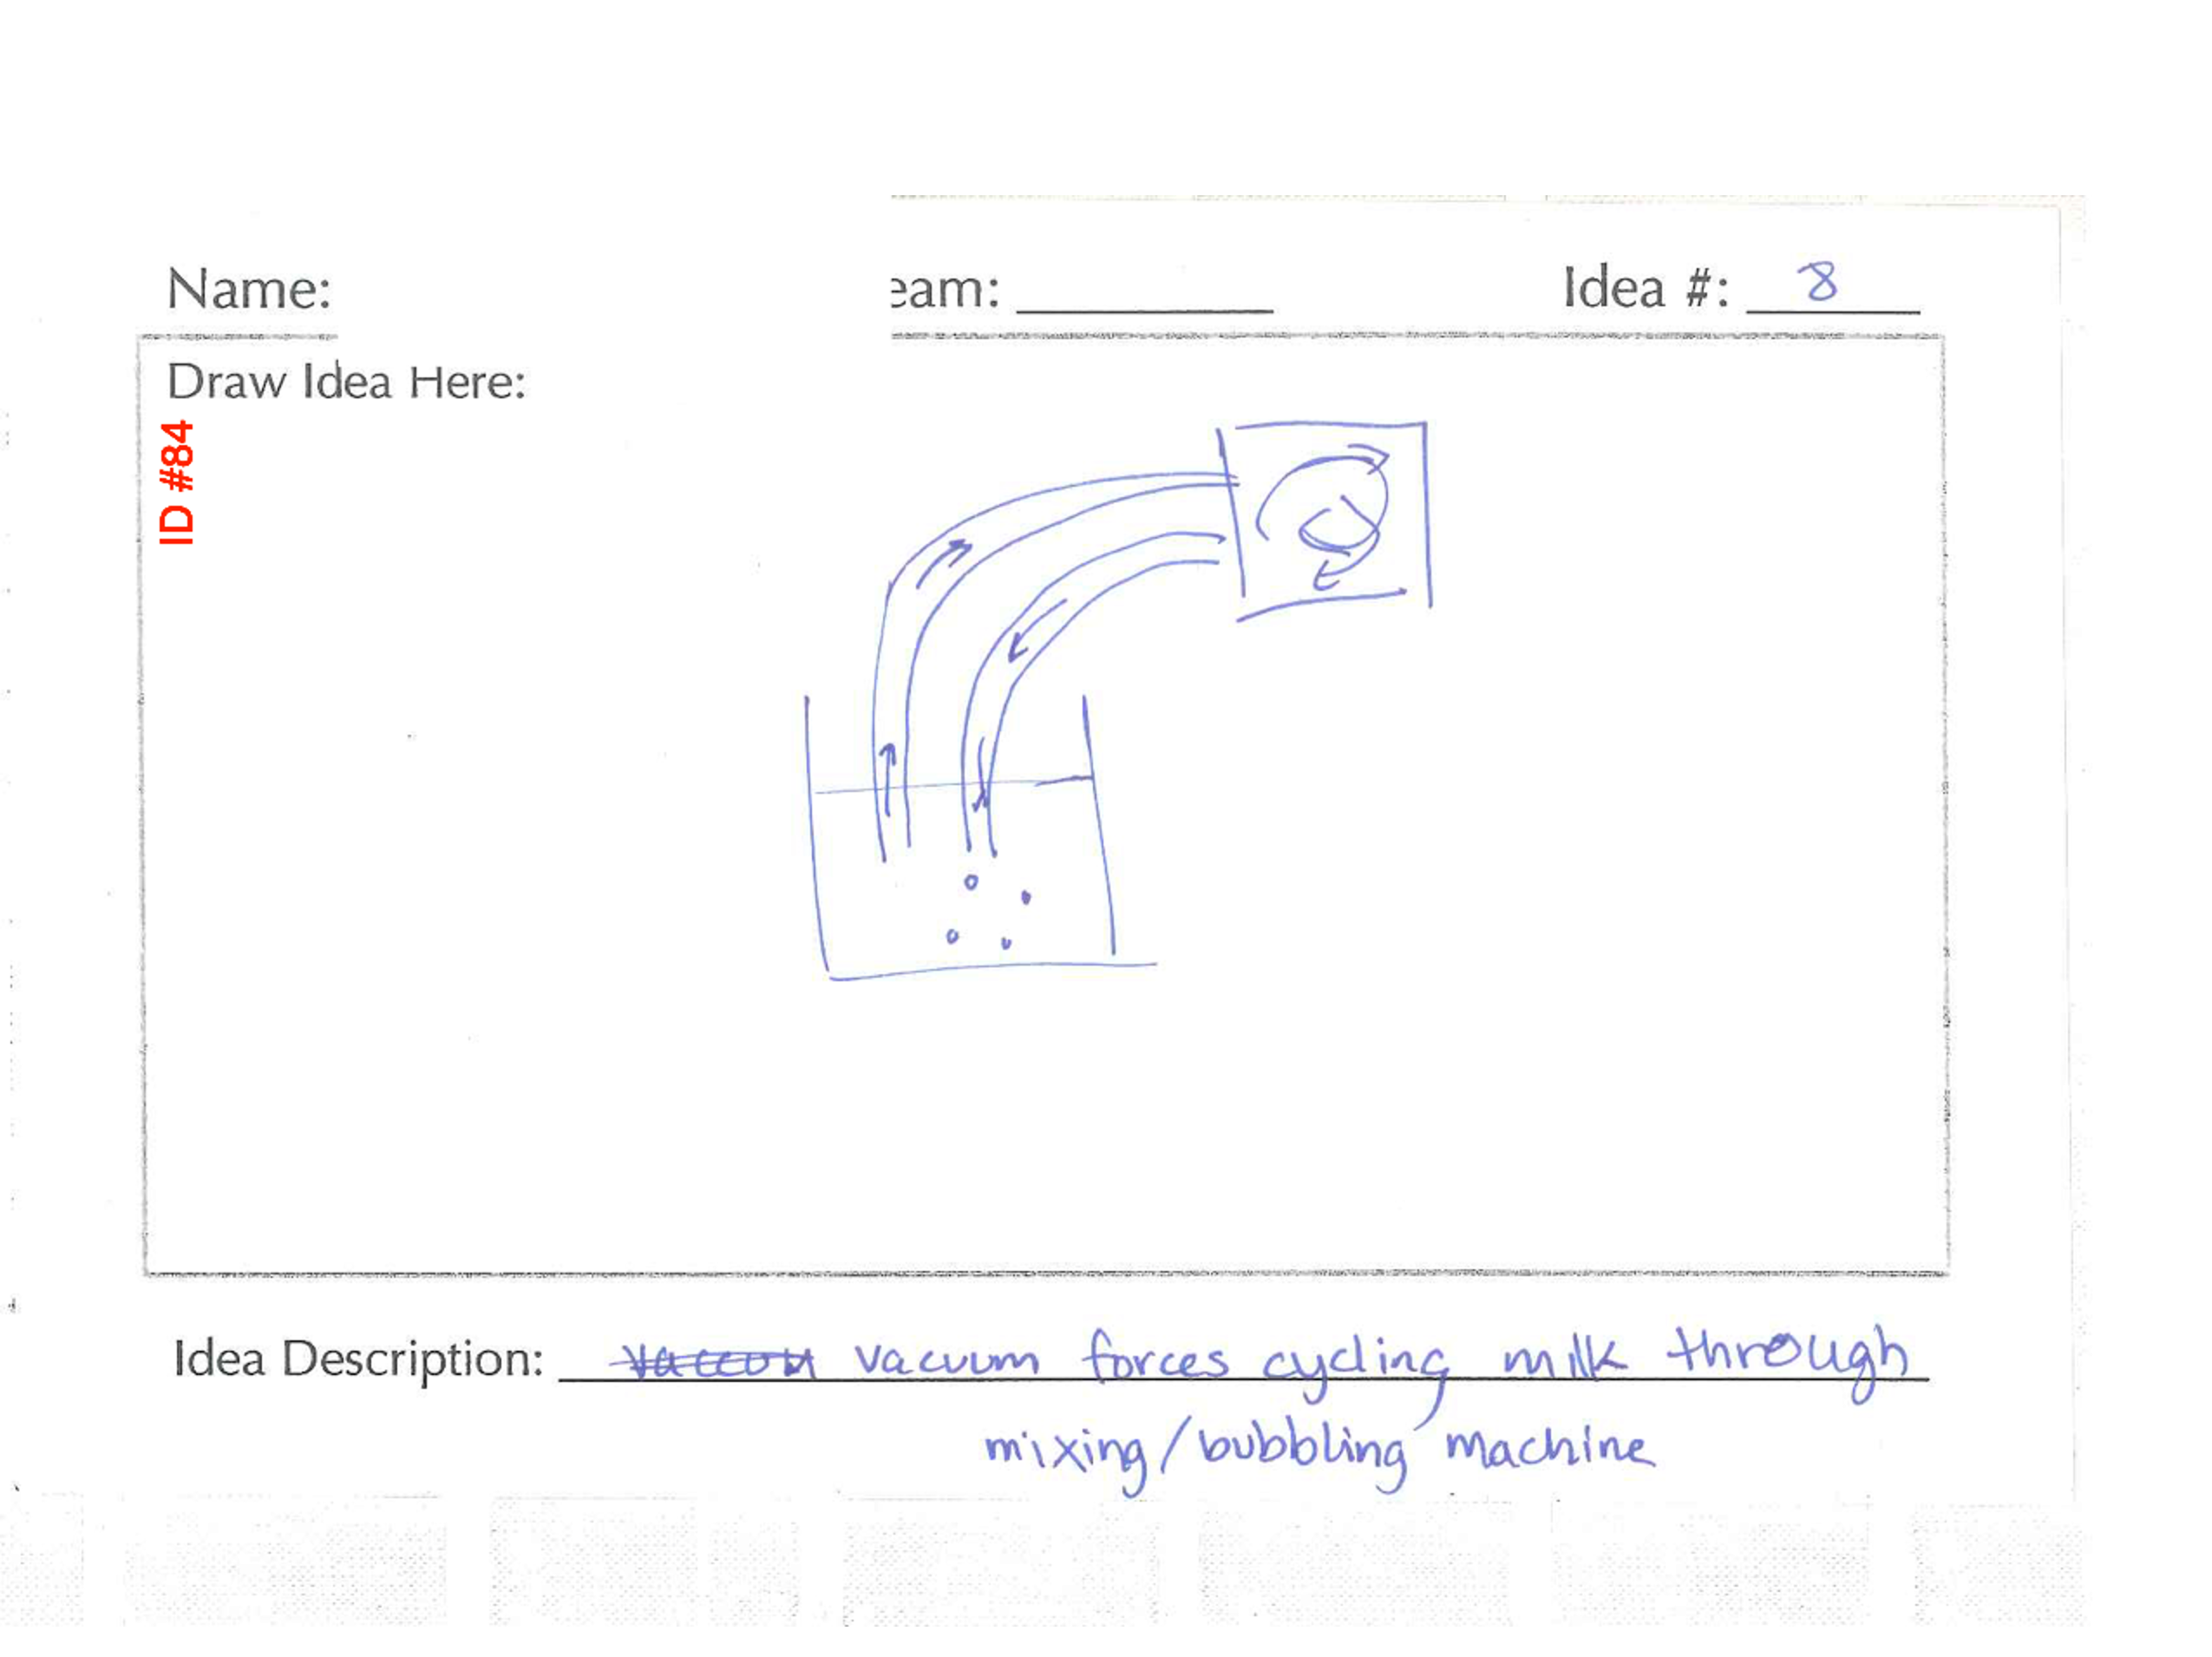 Name: eam: Idea #: 8
Draw Idea Here:
ID #84
Idea Description: vaccum vacuum forces cycling milk through
mixing/bubbling machine